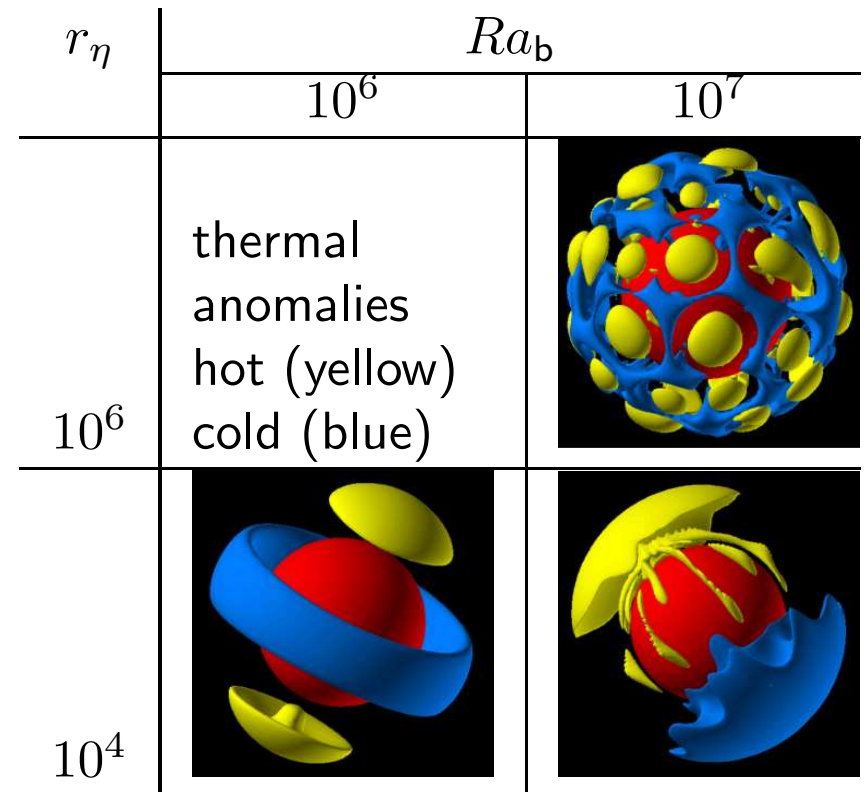 r_η Ra_b
10^6 10^7
thermal
anomalies
hot (yellow)
10^6 cold (blue)
10^4